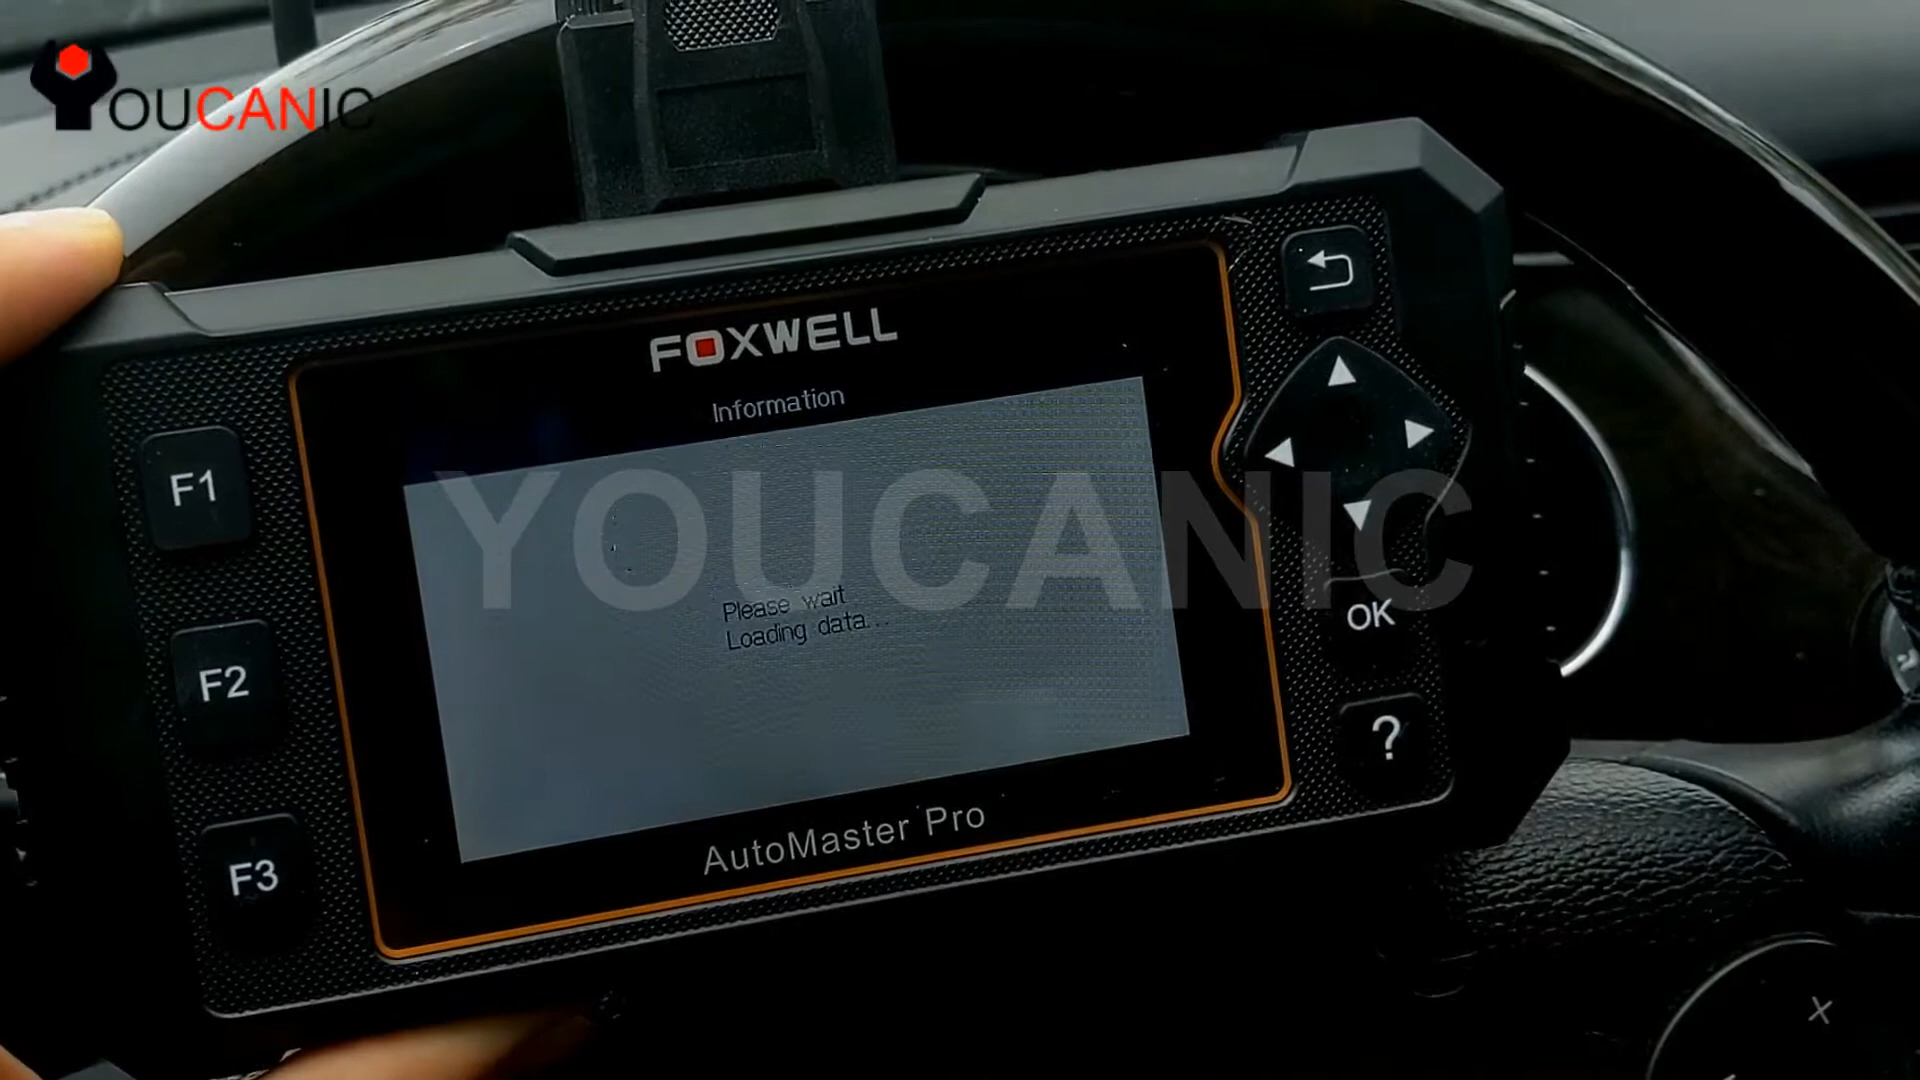 YOUCANIC
FOXWELL
Information
F1
YOUCANIC
Please wait
Loading data...
OK
F2
?
AutoMaster Pro
F3